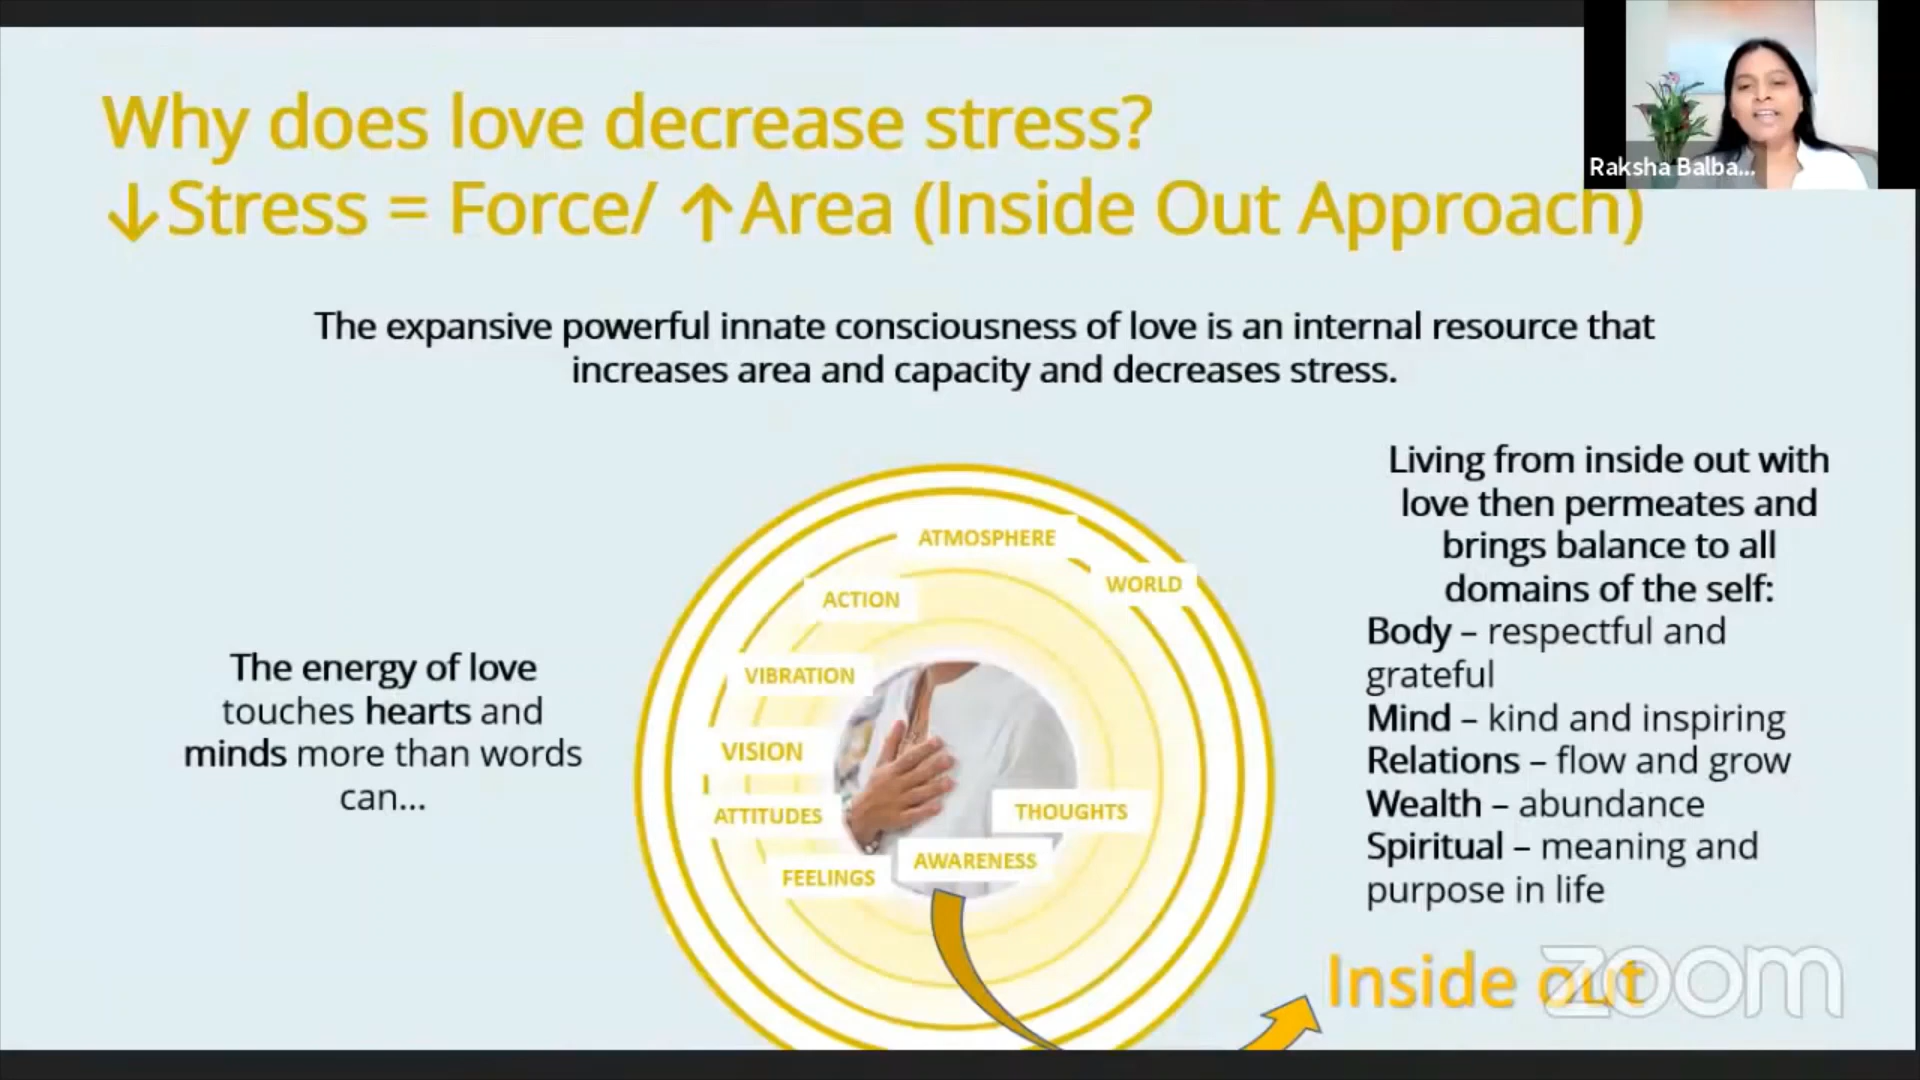 Why does love decrease stress?
↓Stress = Force/ ↑Area (Inside Out Approach)
Raksha Balba...
The expansive powerful innate consciousness of love is an internal resource that
increases area and capacity and decreases stress.
The energy of love
touches hearts and
minds more than words
can...
ATMOSPHERE
WORLD
ACTION
VIBRATION
VISION
ATTITUDES
THOUGHTS
AWARENESS
FEELINGS
Living from inside out with
love then permeates and
brings balance to all
domains of the self:
Body – respectful and
grateful
Mind – kind and inspiring
Relations – flow and grow
Wealth – abundance
Spiritual – meaning and
purpose in life
Inside out
zoom